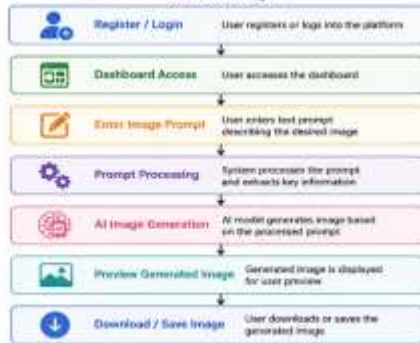 Register / Login
User registers or logs into the platform
Dashboard Access
User accesses the dashboard
Enter Image Prompt
User enters text prompt
describing the desired image
Prompt Processing
System processes the prompt
and extracts key information
AI Image Generation
AI model generates image based
on the processed prompt
Preview Generated Image
Generated image is displayed
for user preview
Download / Save Image
User downloads or saves the
generated image